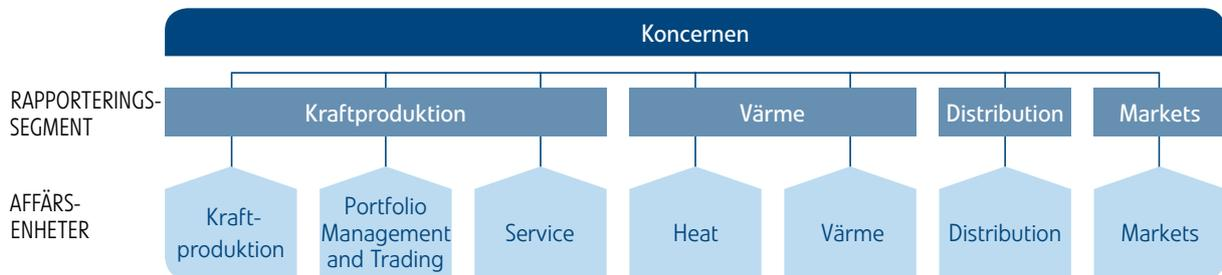 Koncernen
RAPPORTERINGS-
SEGMENT
Kraftproduktion
Värme
Distribution
Markets
AFFÄRS-
ENHETER
Kraft-
produktion
Portfolio
Management
and Trading
Service
Heat
Värme
Distribution
Markets